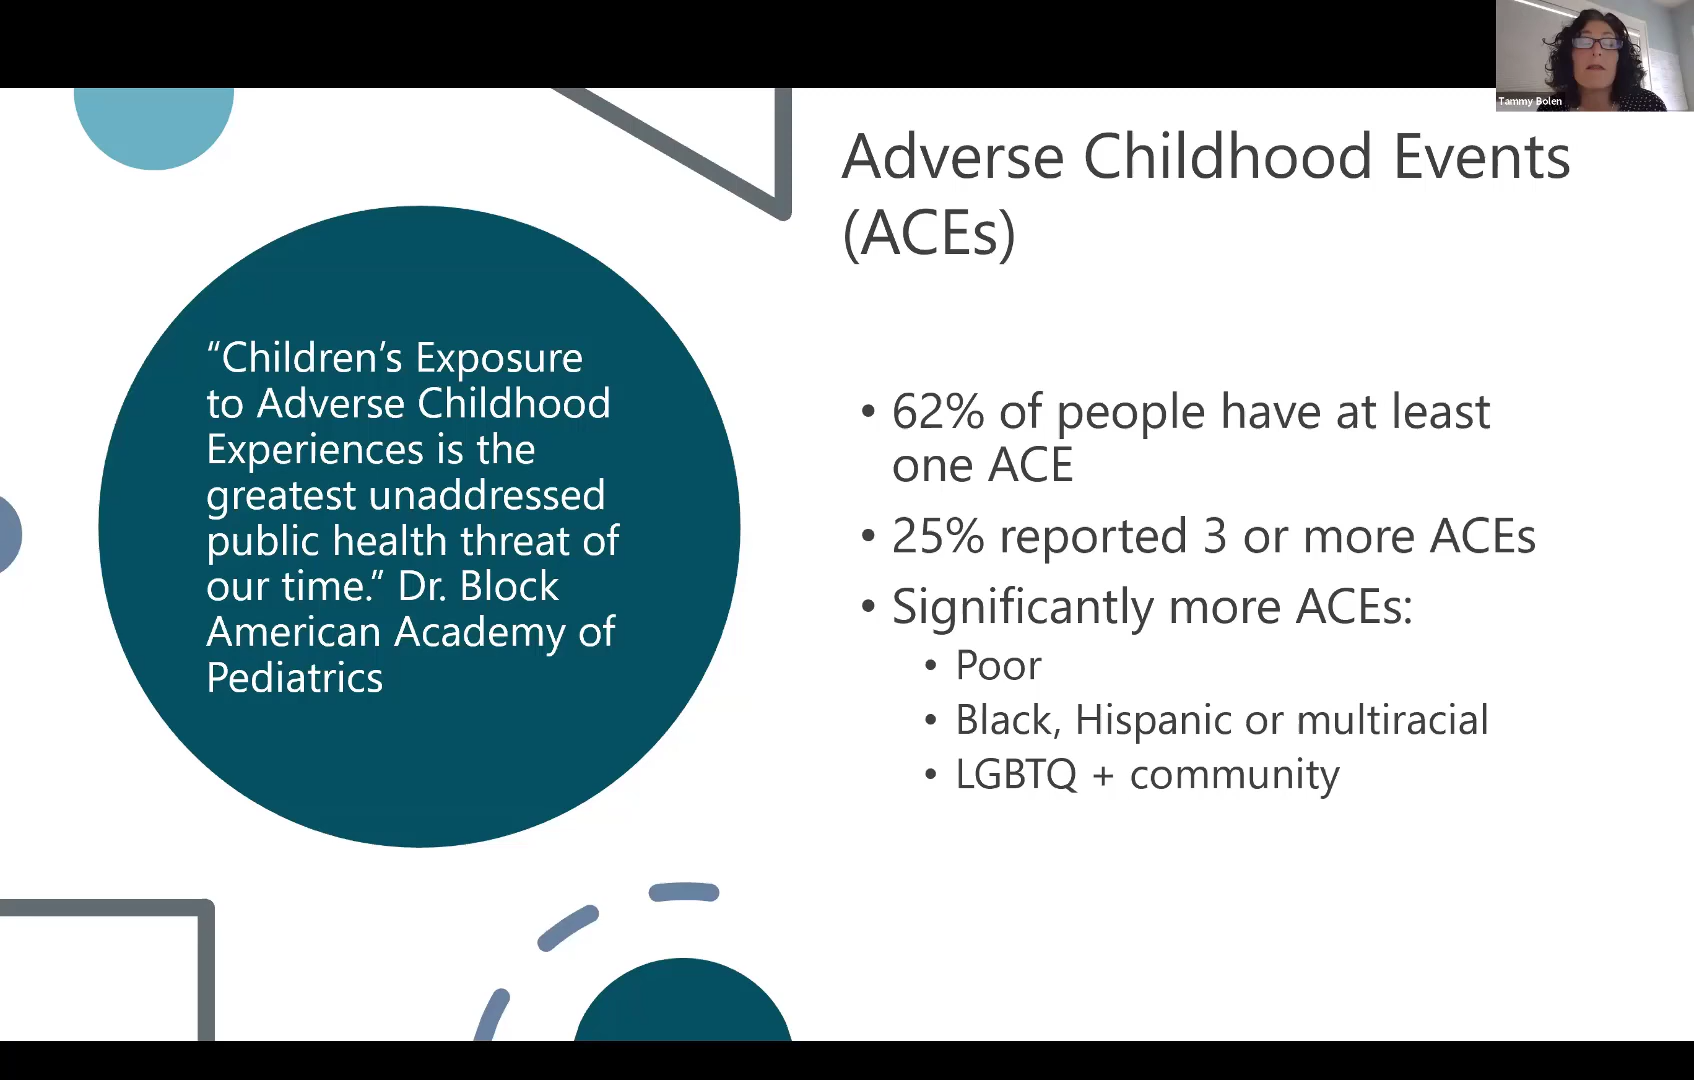 Tammy Bolen
Adverse Childhood Events
(ACEs)
“Children’s Exposure
to Adverse Childhood
Experiences is the
greatest unaddressed
public health threat of
our time.” Dr. Block
American Academy of
Pediatrics
• 62% of people have at least
one ACE
• 25% reported 3 or more ACEs
• Significantly more ACEs:
• Poor
• Black, Hispanic or multiracial
• LGBTQ + community